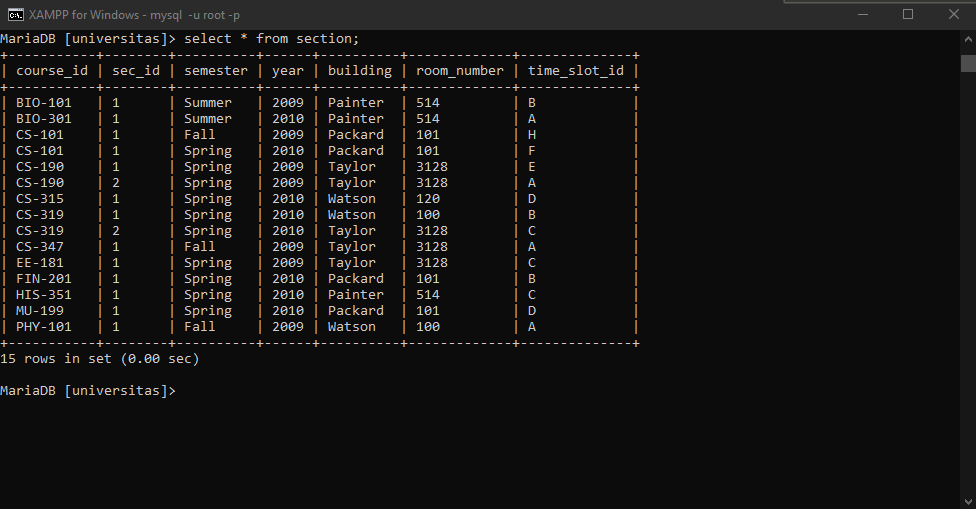 XAMPP for Windows - mysql  -u root -p
MariaDB [universitas]> select * from section;
+-----------+--------+----------+------+----------+-------------+--------------+
| course_id | sec_id | semester | year | building | room_number | time_slot_id |
+-----------+--------+----------+------+----------+-------------+--------------+
| BIO-101   | 1      | Summer   | 2009 | Painter  | 514         | B            |
| BIO-301   | 1      | Summer   | 2010 | Painter  | 514         | A            |
| CS-101    | 1      | Fall     | 2009 | Packard  | 101         | H            |
| CS-101    | 1      | Spring   | 2010 | Packard  | 101         | F            |
| CS-190    | 1      | Spring   | 2009 | Taylor   | 3128        | E            |
| CS-190    | 2      | Spring   | 2009 | Taylor   | 3128        | A            |
| CS-315    | 1      | Spring   | 2010 | Watson   | 120         | D            |
| CS-319    | 1      | Spring   | 2010 | Watson   | 100         | B            |
| CS-319    | 2      | Spring   | 2010 | Taylor   | 3128        | C            |
| CS-347    | 1      | Fall     | 2009 | Taylor   | 3128        | A            |
| EE-181    | 1      | Spring   | 2009 | Taylor   | 3128        | C            |
| FIN-201   | 1      | Spring   | 2010 | Packard  | 101         | B            |
| HIS-351   | 1      | Spring   | 2010 | Painter  | 514         | C            |
| MU-199    | 1      | Spring   | 2010 | Packard  | 101         | D            |
| PHY-101   | 1      | Fall     | 2009 | Watson   | 100         | A            |
+-----------+--------+----------+------+----------+-------------+--------------+
15 rows in set (0.00 sec)
MariaDB [universitas]>